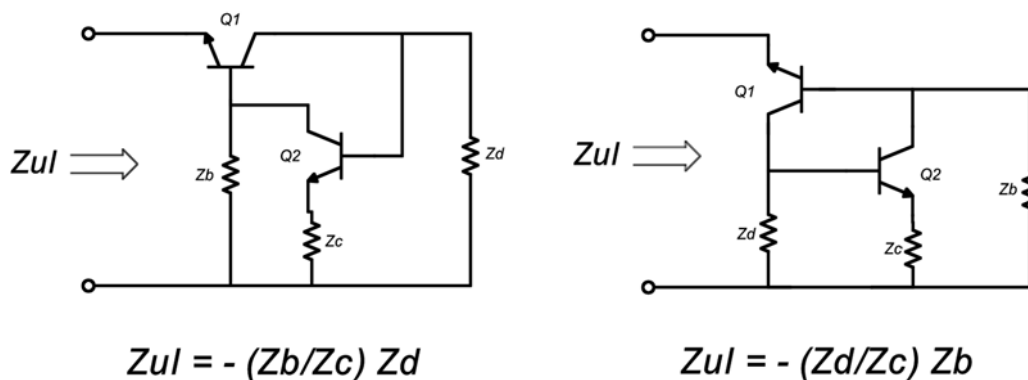 Q1
Q2
Zul
Zb
Zd
Zc
Zul = - (Zb/Zc) Zd
Q1
Zul
Q2
Zb
Zd
Zc
Zul = - (Zd/Zc) Zb